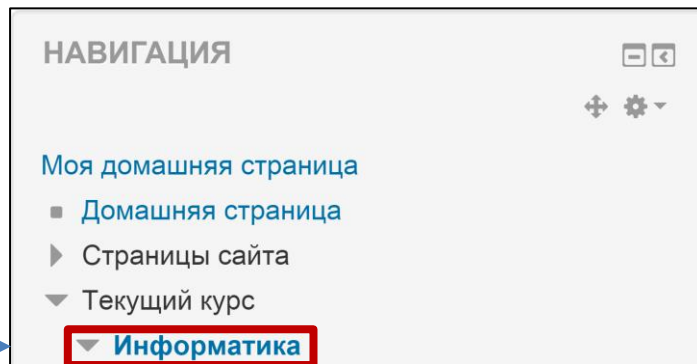 НАВИГАЦИЯ
Моя домашняя страница
Домашняя страница
Страницы сайта
Текущий курс
Информатика